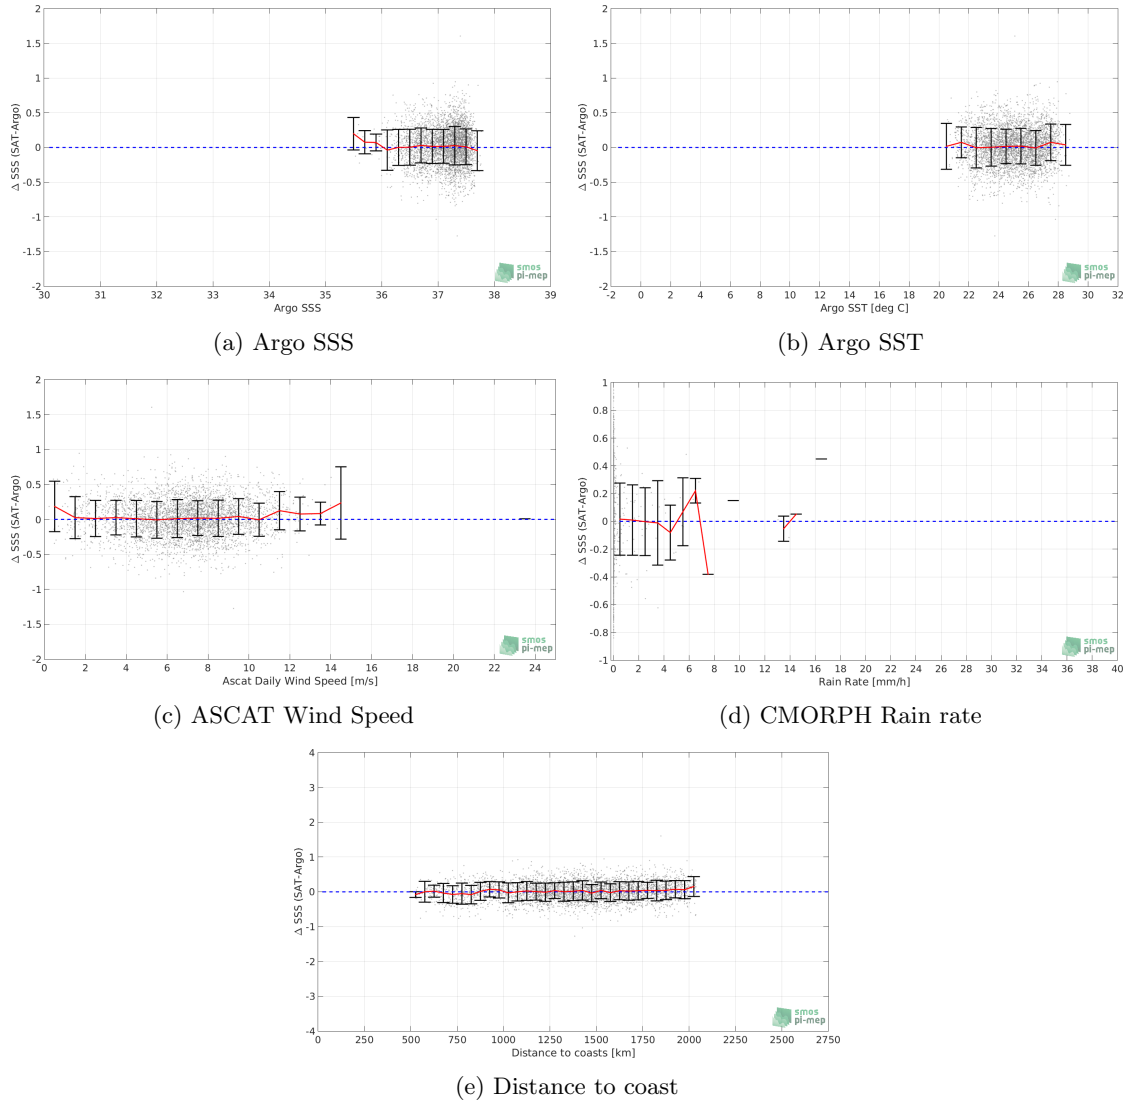 2
1.5
1
0.5
0
-0.5
-1
-1.5
-2
Δ SSS (SAT-Argo)
30 31 32 33 34 35 36 37 38 39
Argo SSS
smos
pi-mep
(a) Argo SSS
2
1.5
1
0.5
0
-0.5
-1
-1.5
-2
Δ SSS (SAT-Argo)
-2 0 2 4 6 8 10 12 14 16 18 20 22 24 26 28 30 32
Argo SST [deg C]
smos
pi-mep
(b) Argo SST
2
1.5
1
0.5
0
-0.5
-1
-1.5
-2
Δ SSS (SAT-Argo)
0 2 4 6 8 10 12 14 16 18 20 22 24
Ascat Daily Wind Speed [m/s]
smos
pi-mep
(c) ASCAT Wind Speed
1
0.8
0.6
0.4
0.2
0
-0.2
-0.4
-0.6
-0.8
-1
Δ SSS (SAT-Argo)
0 2 4 6 8 10 12 14 16 18 20 22 24 26 28 30 32 34 36 38 40
Rain Rate [mm/h]
smos
pi-mep
(d) CMORPH Rain rate
4
3
2
1
0
-1
-2
-3
-4
Δ SSS (SAT-Argo)
0 250 500 750 1000 1250 1500 1750 2000 2250 2500 2750
Distance to coasts [km]
smos
pi-mep
(e) Distance to coast